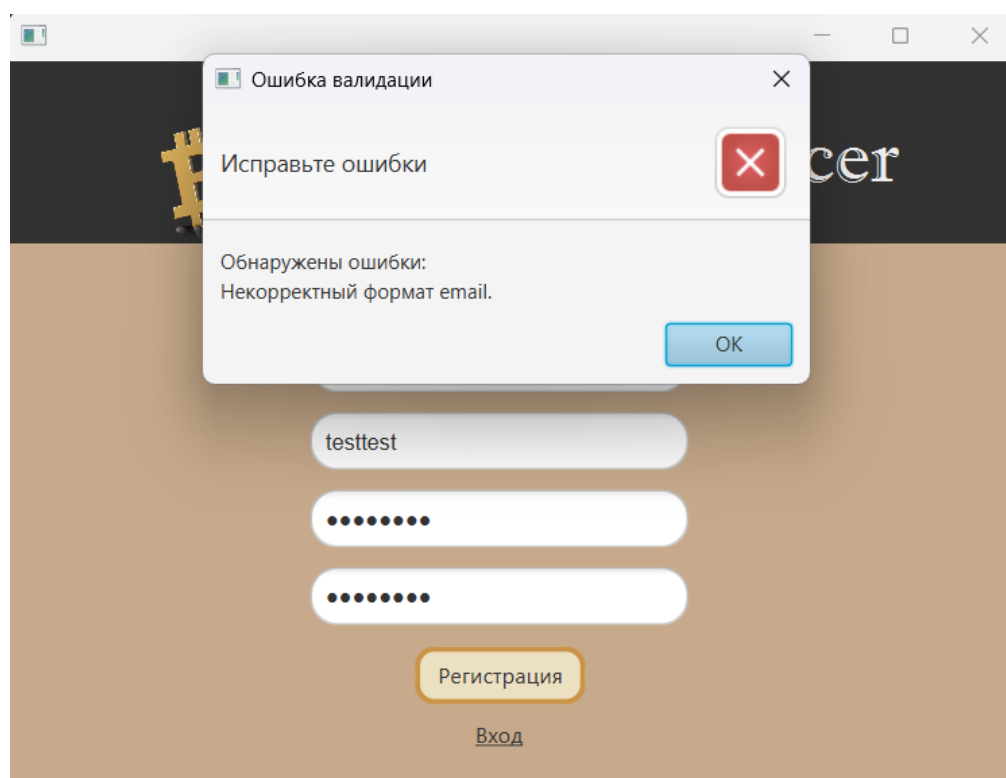 Ошибка валидации
Исправьте ошибки
cer
Обнаружены ошибки:
Некорректный формат email.
OK
testtest
••••••••
••••••••
Регистрация
Вход